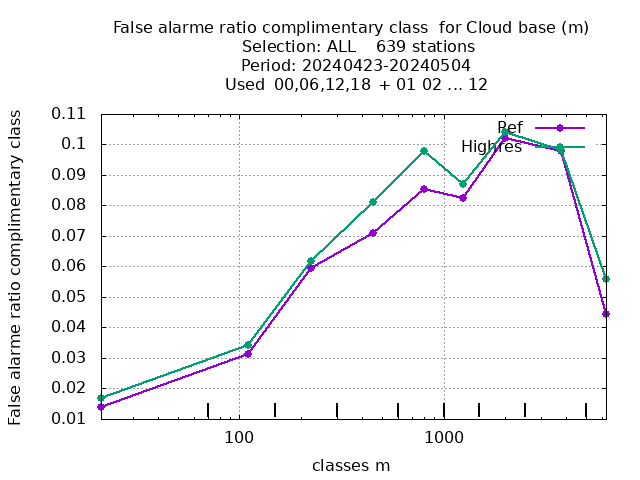 False alarme ratio complimentary class for Cloud base (m)
Selection: ALL 639 stations
Period: 20240423-20240504
Used 00,06,12,18 + 01 02 ... 12
False alarme ratio complimentary class
0.11
0.1
0.09
0.08
0.07
0.06
0.05
0.04
0.03
0.02
0.01
Ref
Highres
100
1000
classes m